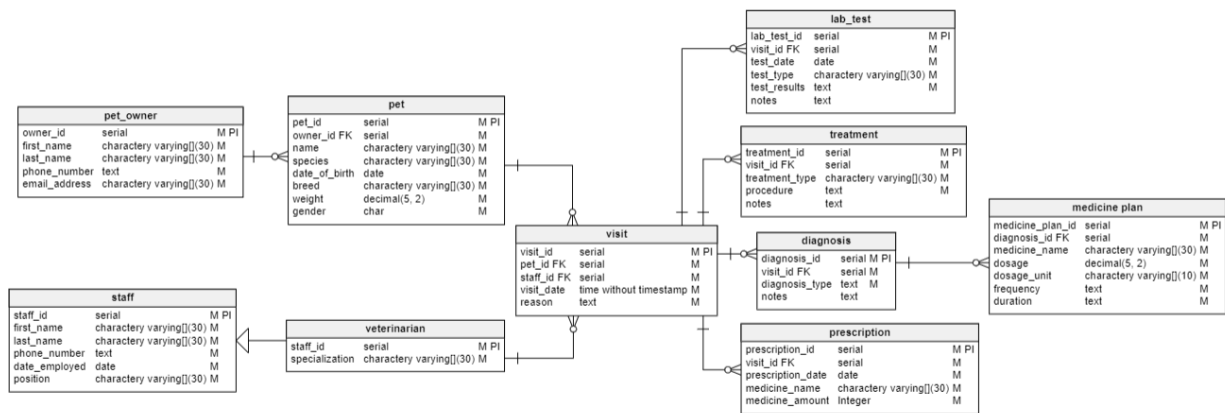 lab_test
lab_test_id serial M PI
visit_id FK serial M
test_date date M
test_type charactery varying[](30) M
test_results text M
notes text
pet_owner
owner_id serial M PI
first_name charactery varying[](30) M
last_name charactery varying[](30) M
phone_number text M
email_address charactery varying[](30) M
pet
pet_id serial M PI
owner_id FK serial M
name charactery varying[](30) M
species charactery varying[](30) M
date_of_birth date M
breed charactery varying[](30) M
weight decimal(5, 2) M
gender char M
treatment
treatment_id serial M PI
visit_id FK serial M
treatment_type charactery varying[](30) M
procedure text M
notes text
visit
visit_id serial M PI
pet_id FK serial M
staff_id FK serial M
visit_date time without timestamp M
reason text M
diagnosis
diagnosis_id serial M PI
visit_id FK serial M
diagnosis_type text M
notes text
medicine plan
medicine_plan_id serial M PI
diagnosis_id FK serial M
medicine_name charactery varying[](30) M
dosage decimal(5, 2) M
dosage_unit charactery varying[](10) M
frequency text M
duration text M
staff
staff_id serial M PI
first_name charactery varying[](30) M
last_name charactery varying[](30) M
phone_number text M
date_employed date M
position charactery varying[](30) M
veterinarian
staff_id serial M PI
specialization charactery varying[](30) M
prescription
prescription_id serial M PI
visit_id FK serial M
prescription_date date M
medicine_name charactery varying[](30) M
medicine_amount Integer M